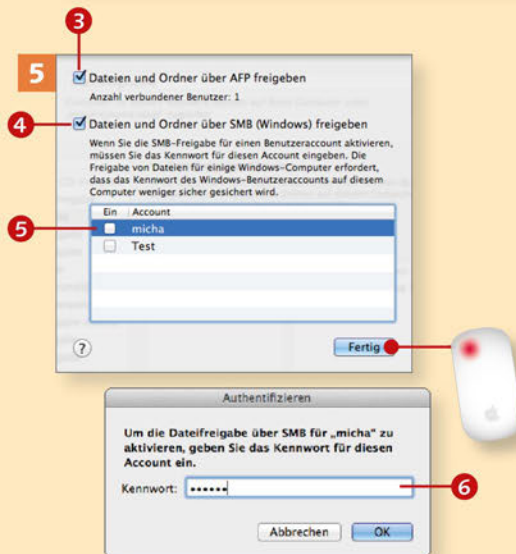 3
5
Dateien und Ordner über AFP freigeben
Anzahl verbundener Benutzer: 1
4
Dateien und Ordner über SMB (Windows) freigeben
Wenn Sie die SMB-Freigabe für einen Benutzeraccount aktivieren,
müssen Sie das Kennwort für diesen Account eingeben. Die
Freigabe von Dateien für einige Windows-Computer erfordert,
dass das Kennwort des Windows-Benutzeraccounts auf diesem
Computer weniger sicher gesichert wird.
Ein Account
5
micha
Test
?
Fertig
Authentifizieren
Um die Dateifreigabe über SMB für „micha" zu
aktivieren, geben Sie das Kennwort für diesen
Account ein.
Kennwort: ••••••
6
Abbrechen OK